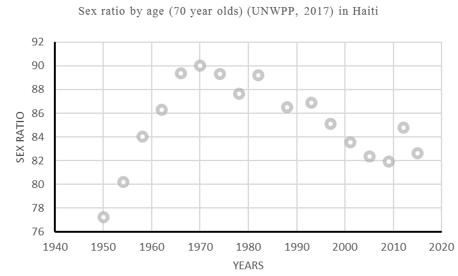 Sex ratio by age (70 year olds) (UNWPP, 2017) in Haiti
92
90
88
86
84
82
80
78
76
SEX RATIO
1940 1950 1960 1970 1980 1990 2000 2010 2020
YEARS